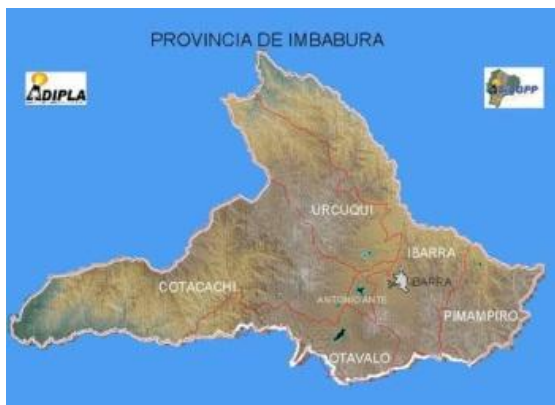 PROVINCIA DE IMBABURA
ADIPLA
URCUQUI
IBARRA
COTACACHI
IBARRA
ANTONIO ANTE
PIMAMPIRO
OTAVALO